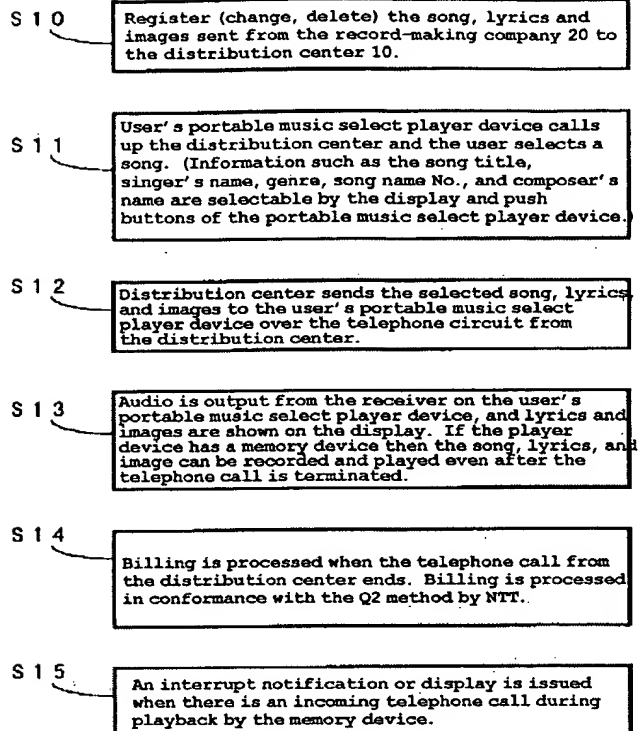 S 1 0
Register (change, delete) the song, lyrics and
images sent from the record-making company 20 to
the distribution center 10.
S 1 1
User's portable music select player device calls
up the distribution center and the user selects a
song. (Information such as the song title,
singer's name, genre, song name No., and composer's
name are selectable by the display and push
buttons of the portable music select player device.)
S 1 2
Distribution center sends the selected song, lyrics,
and images to the user's portable music select
player device over the telephone circuit from
the distribution center.
S 1 3
Audio is output from the receiver on the user's
portable music select player device, and lyrics and
images are shown on the display. If the player
device has a memory device then the song, lyrics, and
image can be recorded and played even after the
telephone call is terminated.
S 1 4
Billing is processed when the telephone call from
the distribution center ends. Billing is processed
in conformance with the Q2 method by NTT.
S 1 5
An interrupt notification or display is issued
when there is an incoming telephone call during
playback by the memory device.